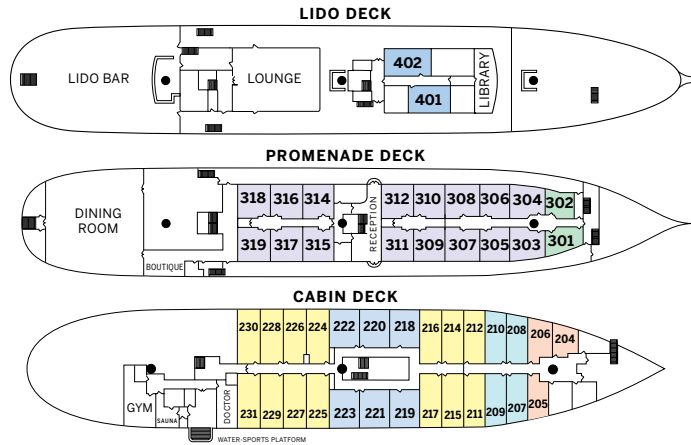 LIDO DECK
LIDO BAR
LOUNGE
402
401
LIBRARY
PROMENADE DECK
DINING
ROOM
BOUTIQUE
318 316 314
319 317 315
RECEPTION
312 310 308 306 304 302
311 309 307 305 303 301
CABIN DECK
230 228 226 224 222 220 218 216 214 212 210 208 206 204
GYM
SAUNA
DOCTOR
231 229 227 225 223 221 219 217 215 211 209 207 205
WATER-SPORTS PLATFORM